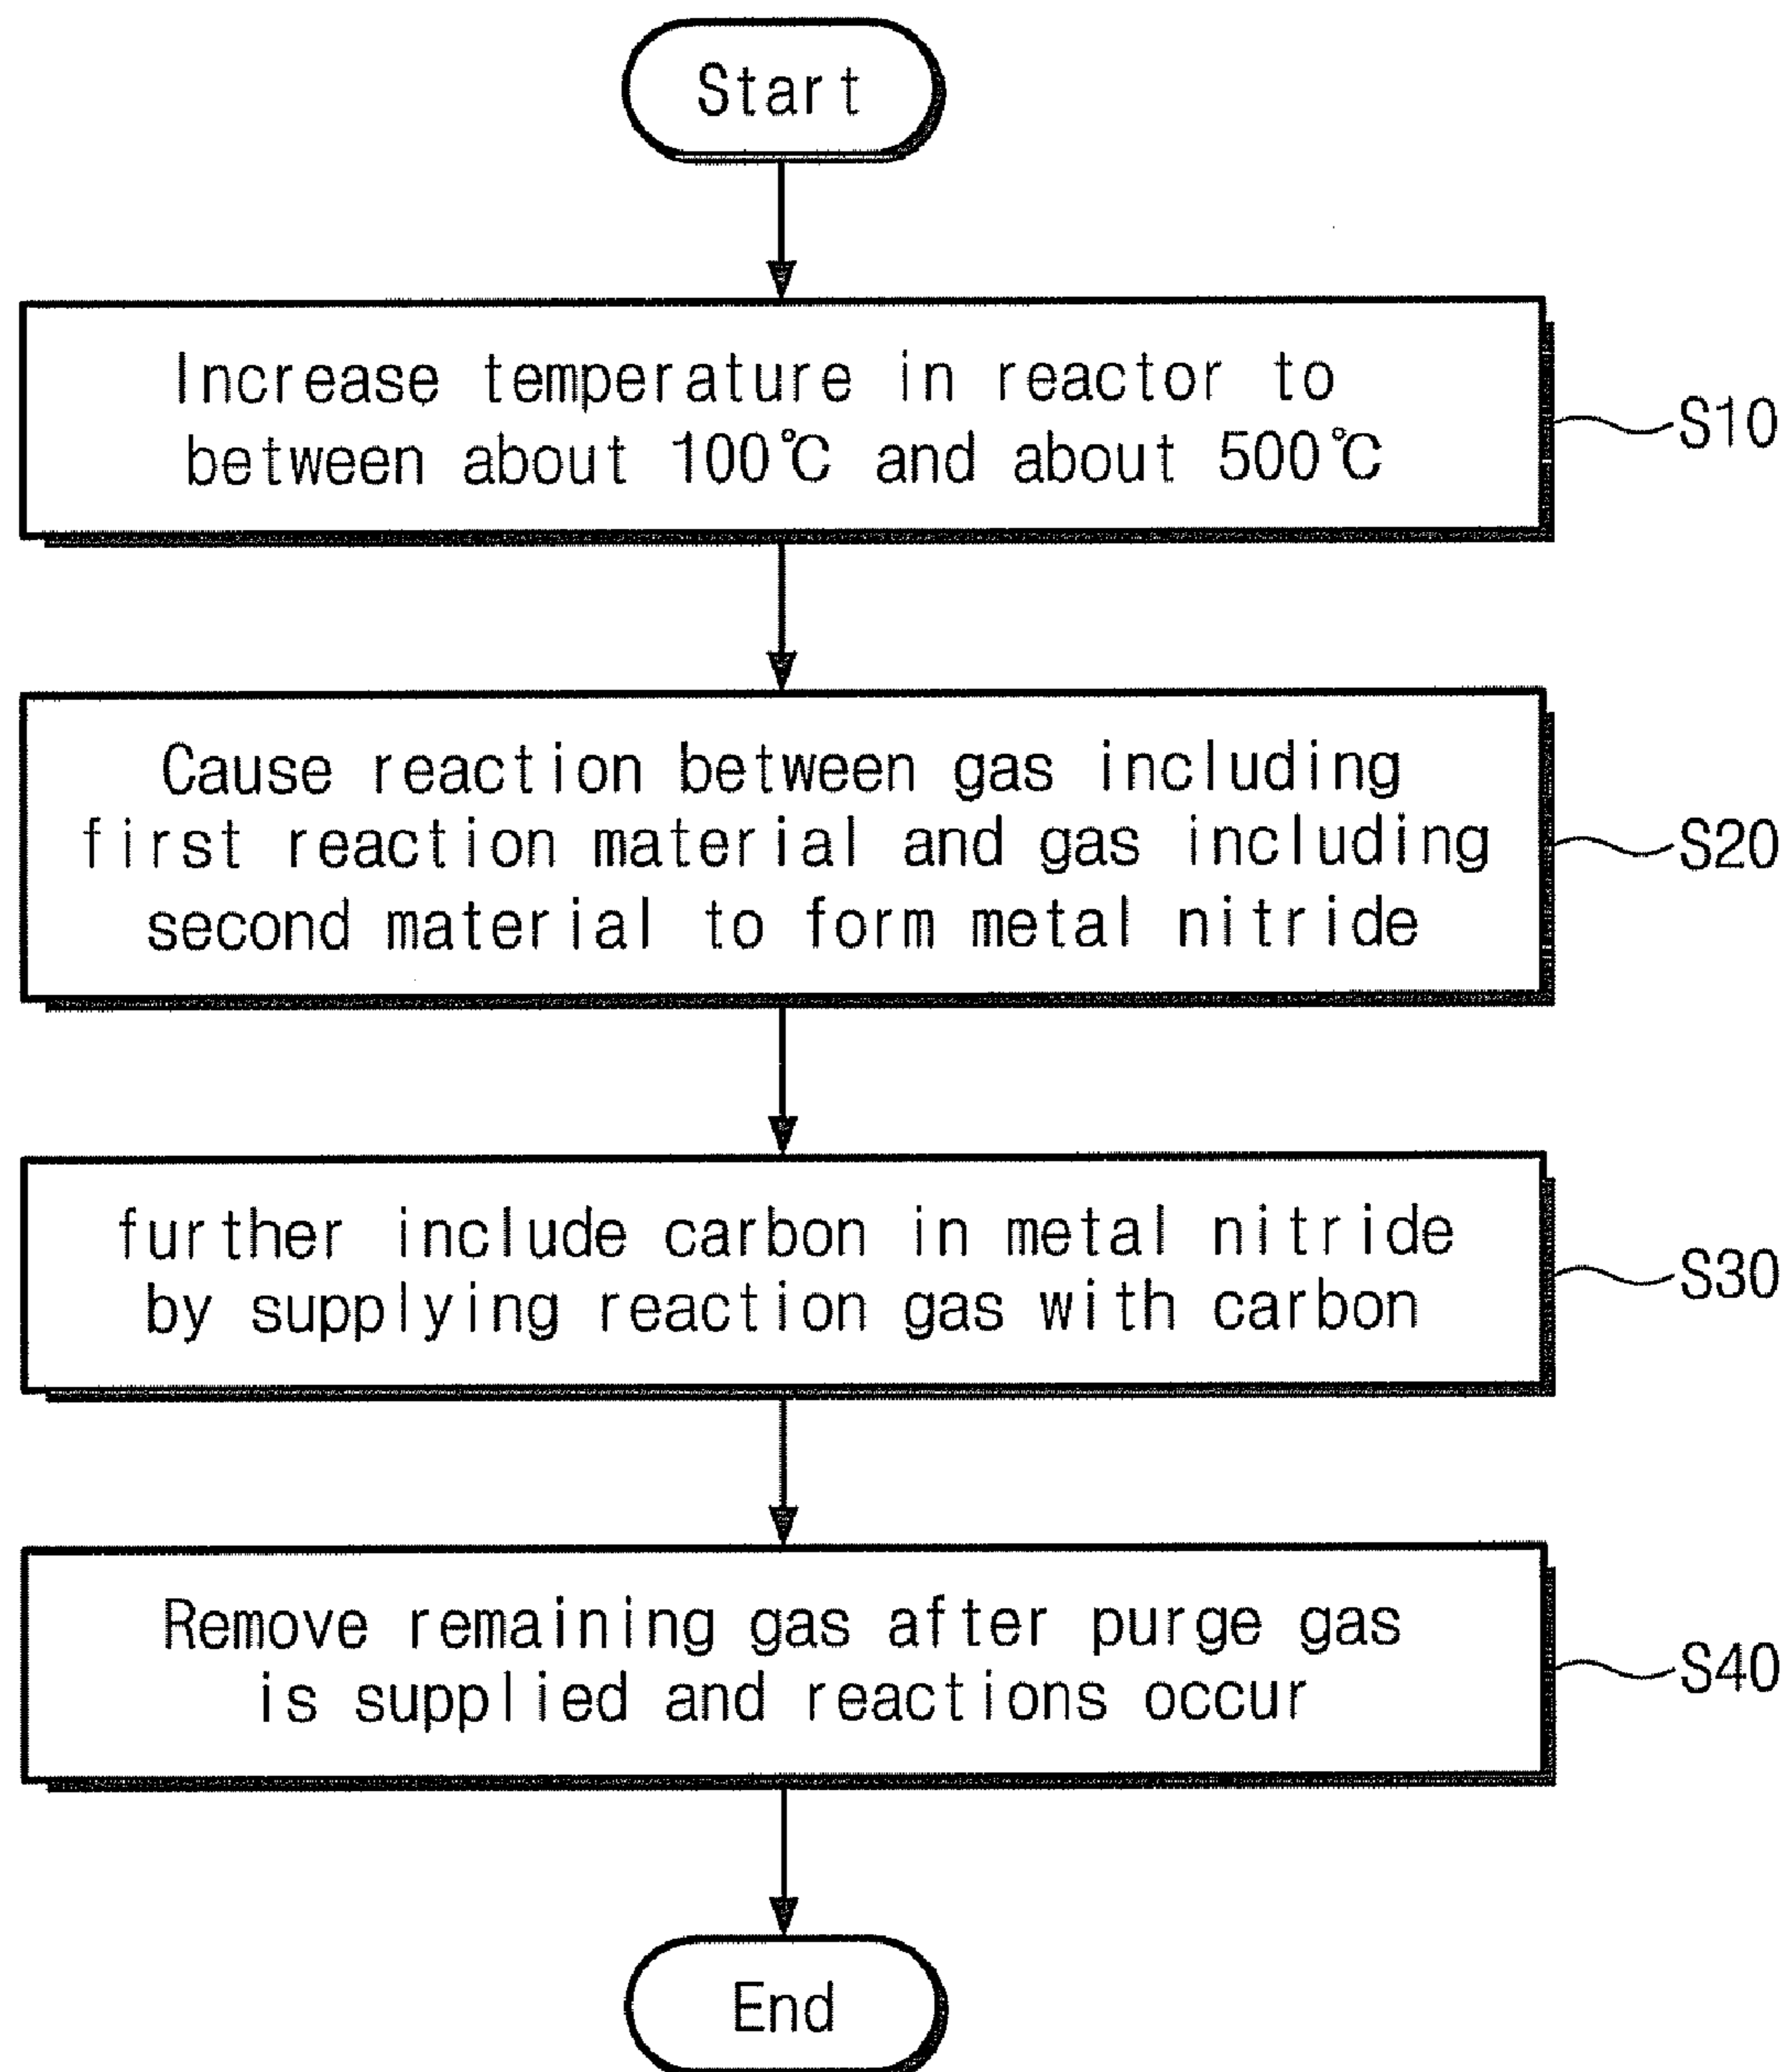 Start
Increase temperature in reactor to
between about 100℃ and about 500℃
S10
Cause reaction between gas including
first reaction material and gas including
second material to form metal nitride
S20
further include carbon in metal nitride
by supplying reaction gas with carbon
S30
Remove remaining gas after purge gas
is supplied and reactions occur
S40
End